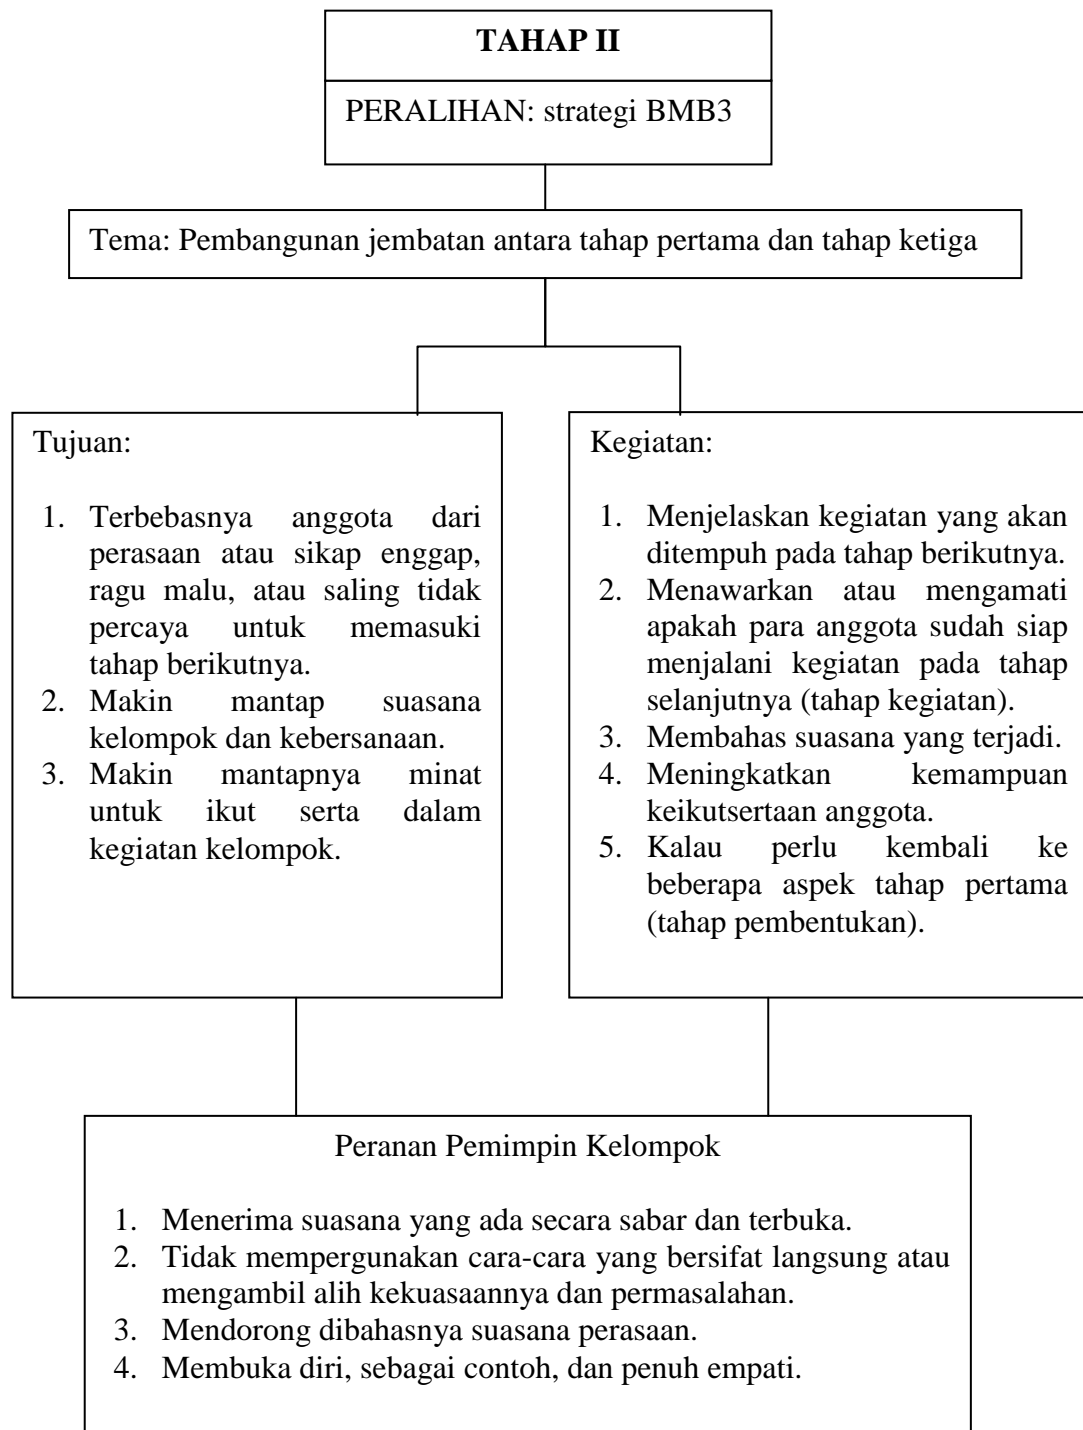 TAHAP II
PERALIHAN: strategi BMB3
Tema: Pembangunan jembatan antara tahap pertama dan tahap ketiga
Tujuan:
1. Terbebasnya anggota dari
perasaan atau sikap enggap,
ragu malu, atau saling tidak
percaya untuk memasuki
tahap berikutnya.
2. Makin mantap suasana
kelompok dan kebersanaan.
3. Makin mantapnya minat
untuk ikut serta dalam
kegiatan kelompok.
Kegiatan:
1. Menjelaskan kegiatan yang akan
ditempuh pada tahap berikutnya.
2. Menawarkan atau mengamati
apakah para anggota sudah siap
menjalani kegiatan pada tahap
selanjutnya (tahap kegiatan).
3. Membahas suasana yang terjadi.
4. Meningkatkan kemampuan
keikutsertaan anggota.
5. Kalau perlu kembali ke
beberapa aspek tahap pertama
(tahap pembentukan).
Peranan Pemimpin Kelompok
1. Menerima suasana yang ada secara sabar dan terbuka.
2. Tidak mempergunakan cara-cara yang bersifat langsung atau
mengambil alih kekuasaannya dan permasalahan.
3. Mendorong dibahasnya suasana perasaan.
4. Membuka diri, sebagai contoh, dan penuh empati.